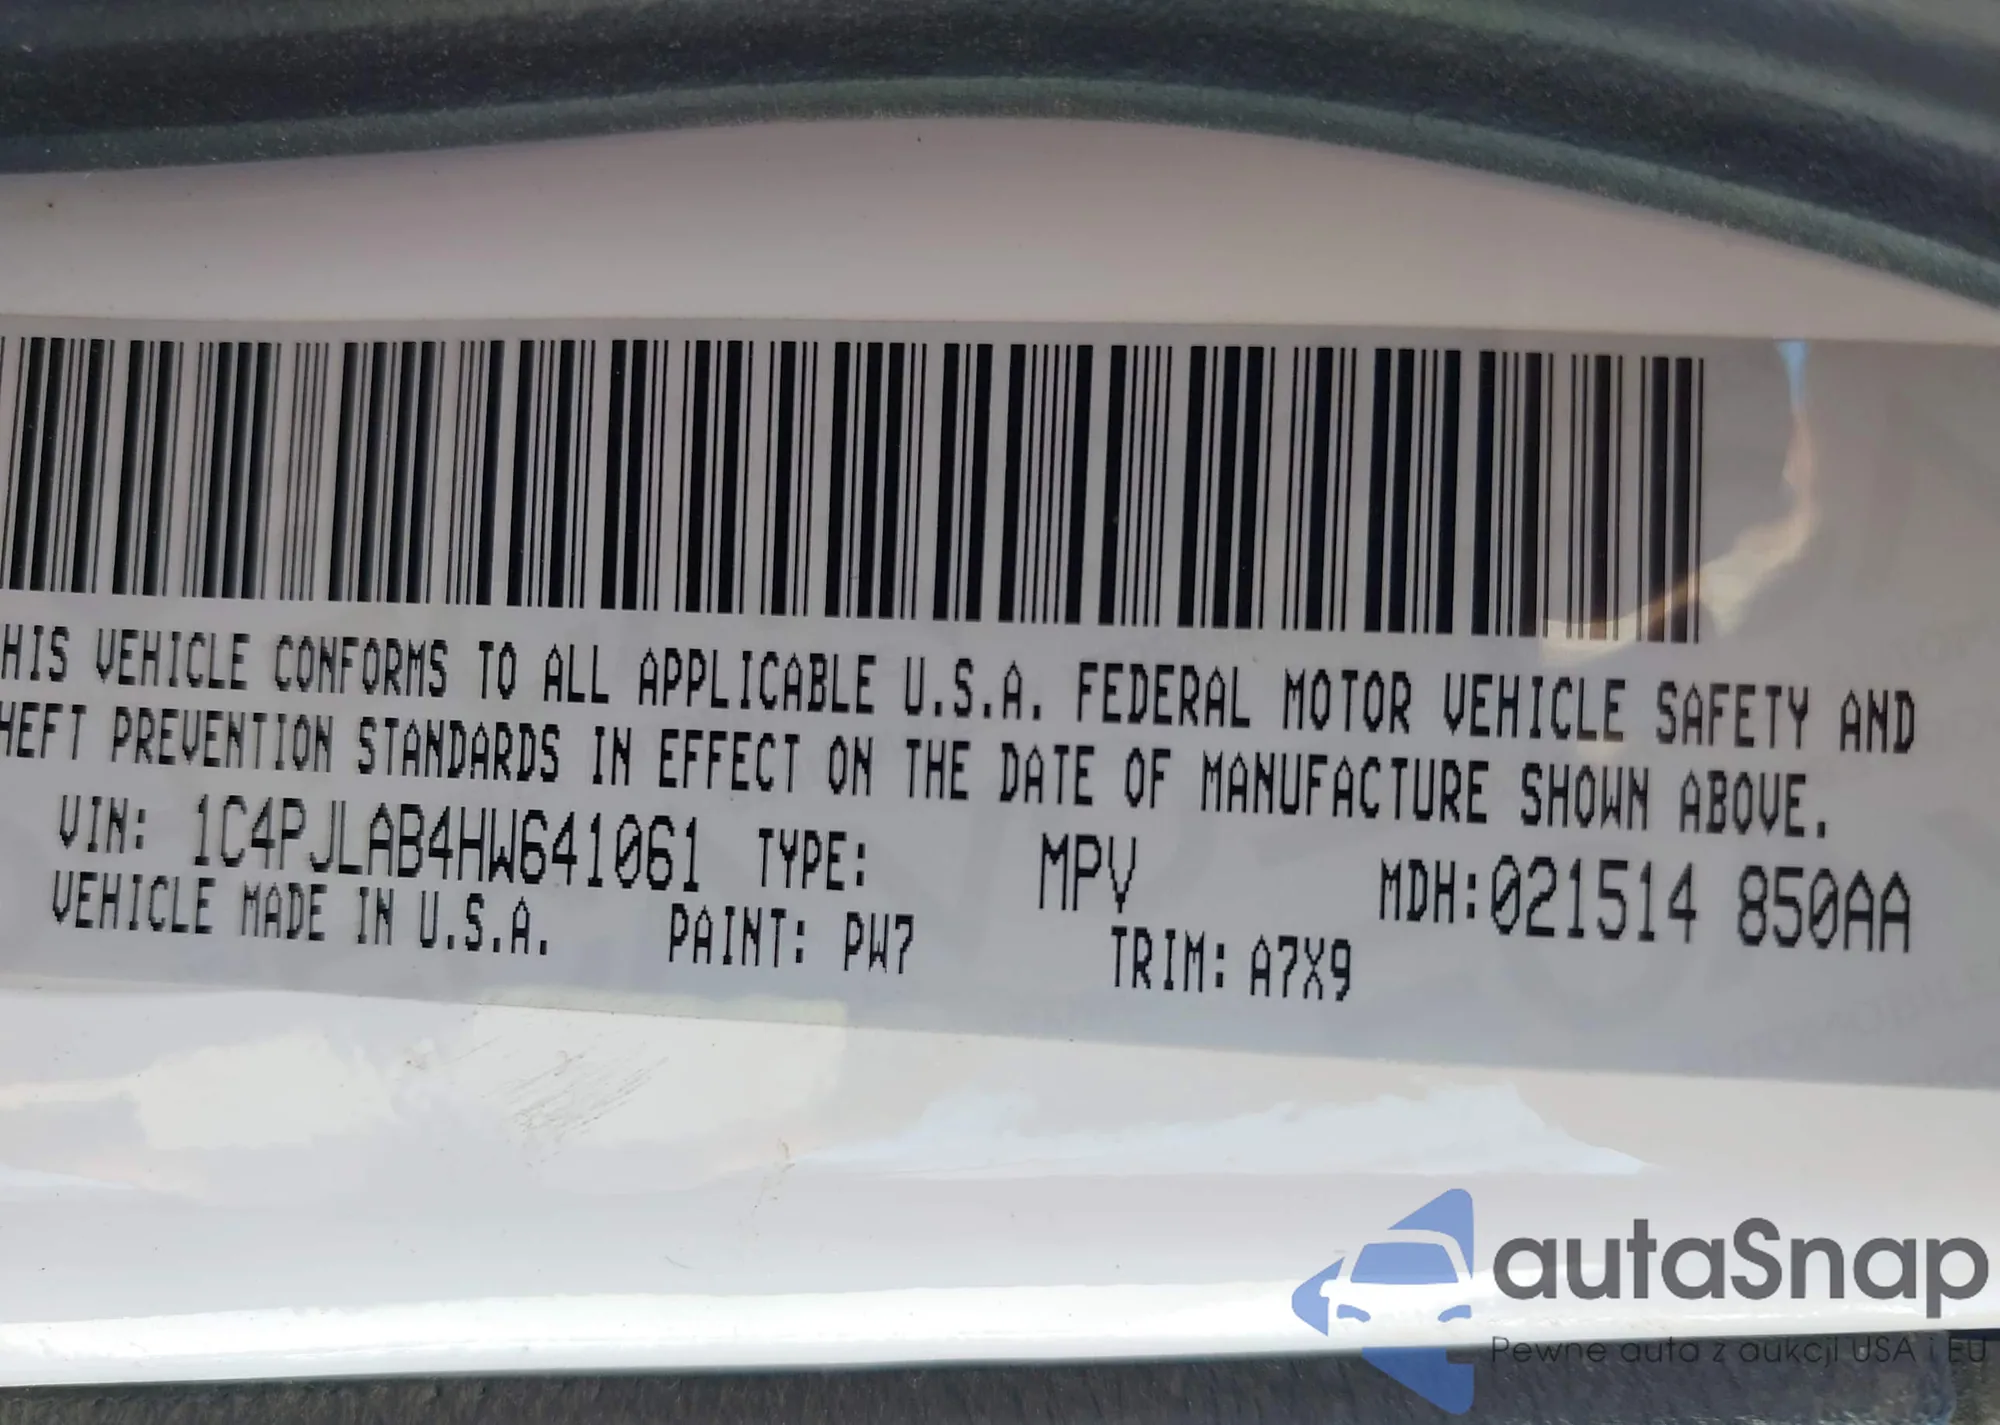 HIS VEHICLE CONFORMS TO ALL APPLICABLE U.S.A. FEDERAL MOTOR VEHICLE SAFETY AND
HEFT PREVENTION STANDARDS IN EFFECT ON THE DATE OF MANUFACTURE SHOWN ABOVE.
VIN: 1C4PJLAB4HW641061 TYPE: MPV MDH:021514 850AA
VEHICLE MADE IN U.S.A. PAINT: PW7 TRIM: A7X9
autaSnap
Pewne auta z aukcji USA i EU